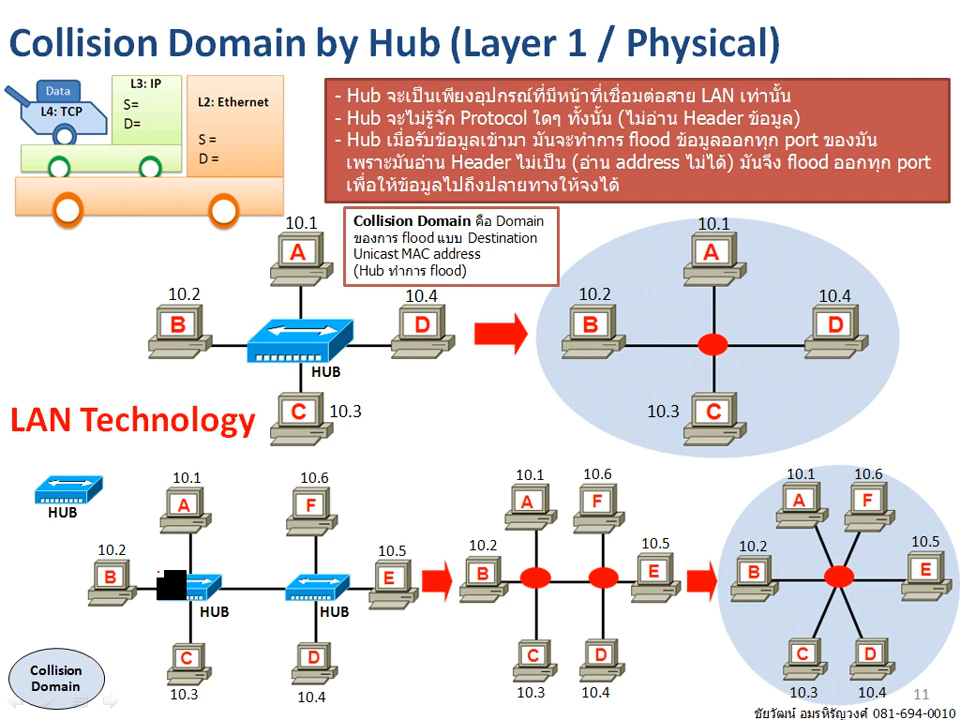 Collision Domain by Hub (Layer 1 / Physical)
Data
L4: TCP
L3: IP
S=
D=
L2: Ethernet
S =
D =
- Hub จะเป็นเพียงอุปกรณ์ที่มีหน้าที่เชื่อมต่อสาย LAN เท่านั้น
- Hub จะไม่รู้จัก Protocol ใดๆ ทั้งนั้น (ไม่อ่าน Header ข้อมูล)
- Hub เมื่อรับข้อมูลเข้ามา มันจะทำการ flood ข้อมูลออกทุก port ของมัน
เพราะมันอ่าน Header ไม่เป็น (อ่าน address ไม่ได้) มันจึง flood ออกทุก port
เพื่อให้ข้อมูลไปถึงปลายทางให้จงได้
Collision Domain คือ Domain
ของการ flood แบบ Destination
Unicast MAC address
(Hub ทำการ flood)
10.1
A
10.2
B
10.4
D
HUB
C
10.3
10.1
A
10.2
B
10.4
D
10.3
C
LAN Technology
HUB
10.1
A
10.6
F
10.2
B
10.5
E
HUB
HUB
C
D
10.3
10.4
10.1
A
10.6
F
10.2
B
10.5
E
C
D
10.3
10.4
10.1
A
10.6
F
10.2
B
10.5
E
C
D
10.3
10.4
Collision
Domain
11
ชัยวัฒน์ อมรหิรัญวงศ์ 081-694-0010